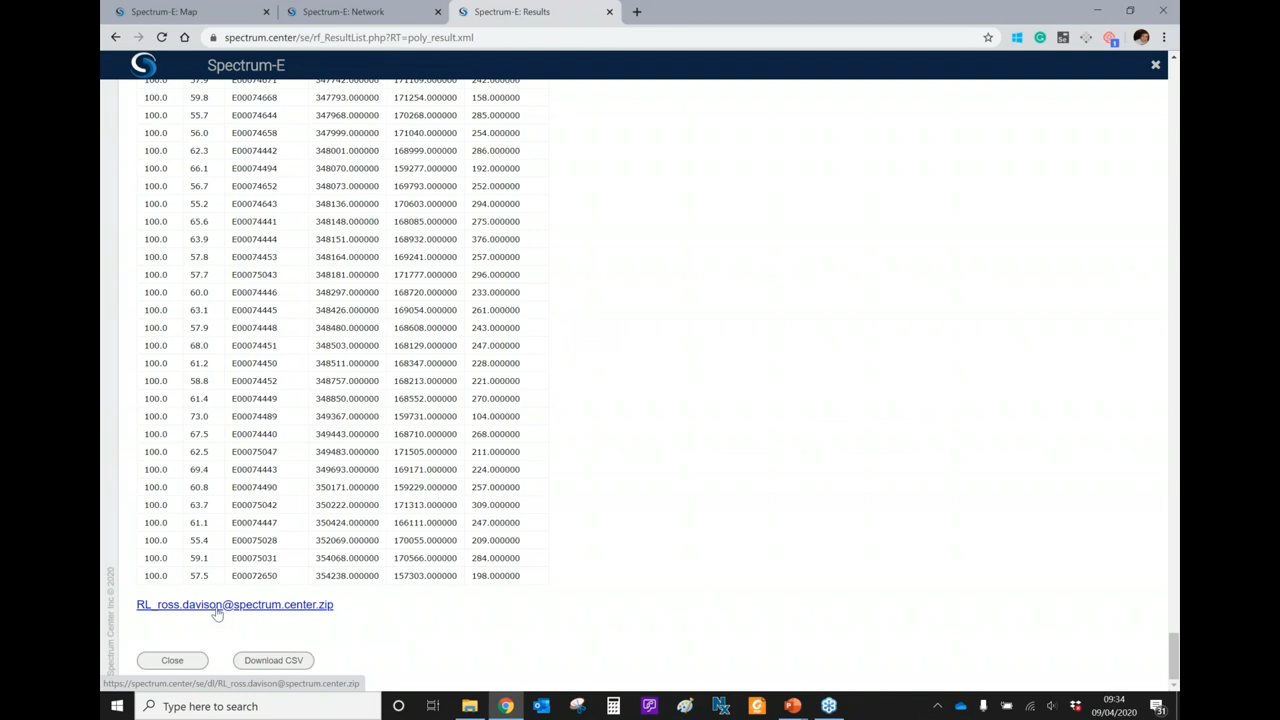 Spectrum-E: Map
Spectrum-E: Network
Spectrum-E: Results
spectrum.center/se/rf_ResultList.php?RT=poly_result.xml
Spectrum-E
100.0 57.9 E00074671 347742.000000 171109.000000 242.000000
100.0 59.8 E00074668 347793.000000 171254.000000 158.000000
100.0 55.7 E00074644 347968.000000 170268.000000 285.000000
100.0 56.0 E00074658 347999.000000 171040.000000 254.000000
100.0 62.3 E00074442 348001.000000 168999.000000 286.000000
100.0 66.1 E00074494 348070.000000 159277.000000 192.000000
100.0 56.7 E00074652 348073.000000 169793.000000 252.000000
100.0 55.2 E00074643 348136.000000 170603.000000 294.000000
100.0 65.6 E00074441 348148.000000 168085.000000 275.000000
100.0 63.9 E00074444 348151.000000 168932.000000 376.000000
100.0 57.8 E00074453 348164.000000 169241.000000 257.000000
100.0 57.7 E00075043 348181.000000 171777.000000 296.000000
100.0 60.0 E00074446 348297.000000 168720.000000 233.000000
100.0 63.1 E00074445 348426.000000 169054.000000 261.000000
100.0 57.9 E00074448 348480.000000 168608.000000 243.000000
100.0 68.0 E00074451 348503.000000 168129.000000 247.000000
100.0 61.2 E00074450 348511.000000 168347.000000 228.000000
100.0 58.8 E00074452 348757.000000 168213.000000 221.000000
100.0 61.4 E00074449 348850.000000 168552.000000 270.000000
100.0 73.0 E00074489 349367.000000 159731.000000 104.000000
100.0 67.5 E00074440 349443.000000 168710.000000 268.000000
100.0 62.5 E00075047 349483.000000 171505.000000 211.000000
100.0 69.4 E00074443 349693.000000 169171.000000 224.000000
100.0 60.8 E00074490 350171.000000 159229.000000 257.000000
100.0 63.7 E00075042 350222.000000 171313.000000 309.000000
100.0 61.1 E00074447 350424.000000 166111.000000 247.000000
100.0 55.4 E00075028 352069.000000 170055.000000 209.000000
100.0 59.1 E00075031 354068.000000 170566.000000 284.000000
100.0 57.5 E00072650 354238.000000 157303.000000 198.000000
RL_ross.davison@spectrum.center.zip
Close
Download CSV
Spectrum Center Inc © 2020
https://spectrum.center/se/dl/RL_ross.davison@spectrum.center.zip
Type here to search
09:34
09/04/2020
31